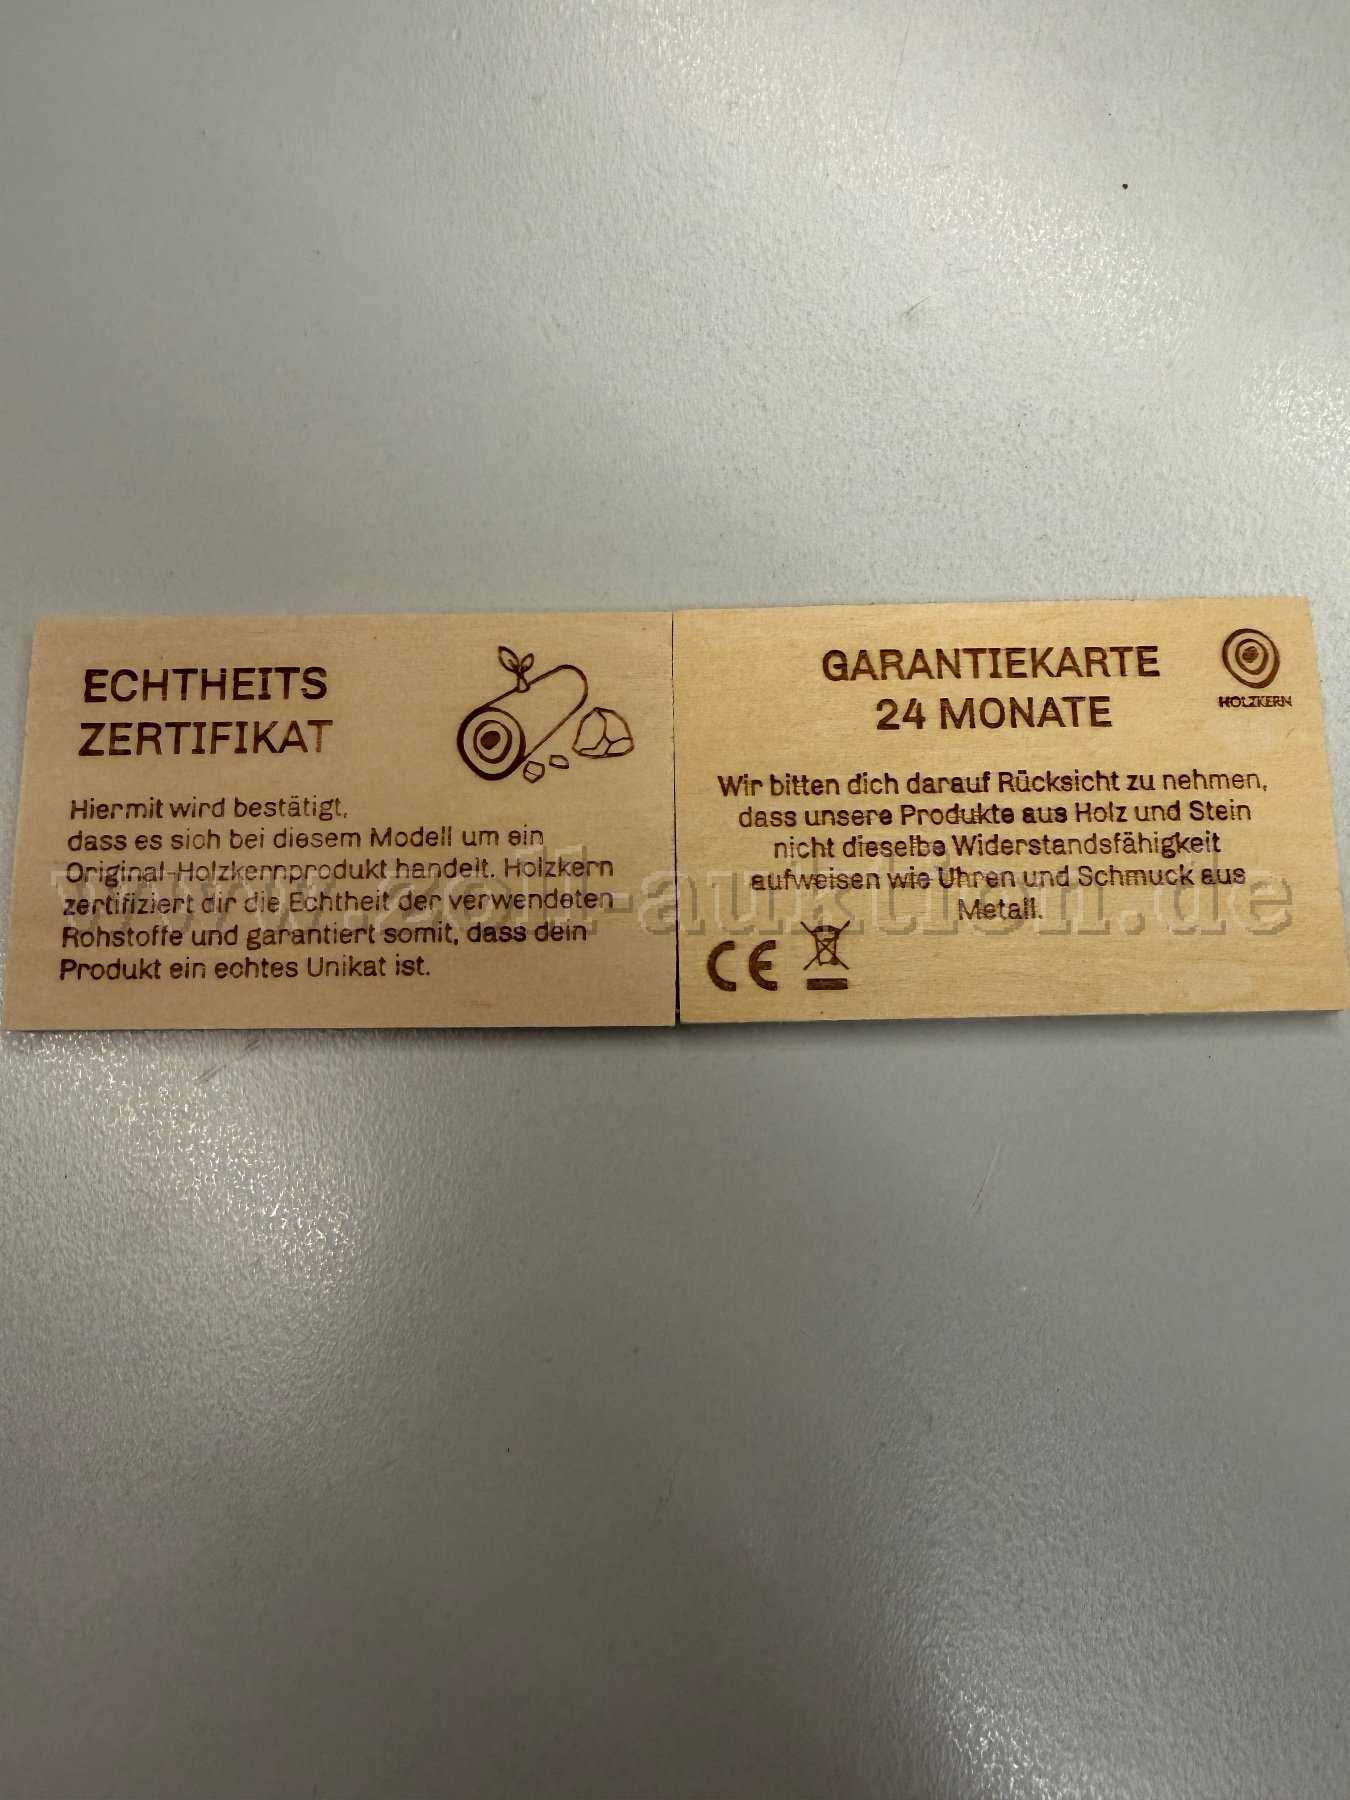 ECHTHEITS
ZERTIFIKAT
Hiermit wird bestätigt,
dass es sich bei diesem Modell um ein
Original-Holzkernprodukt handelt. Holzkern
zertifiziert dir die Echtheit der verwendeten
Rohstoffe und garantiert somit, dass dein
Produkt ein echtes Unikat ist.
GARANTIEKARTE
24 MONATE
HOLZKERN
Wir bitten dich darauf Rücksicht zu nehmen,
dass unsere Produkte aus Holz und Stein
nicht dieselbe Widerstandsfähigkeit
aufweisen wie Uhren und Schmuck aus
Metall.
CE
www.zoll-auktion.de